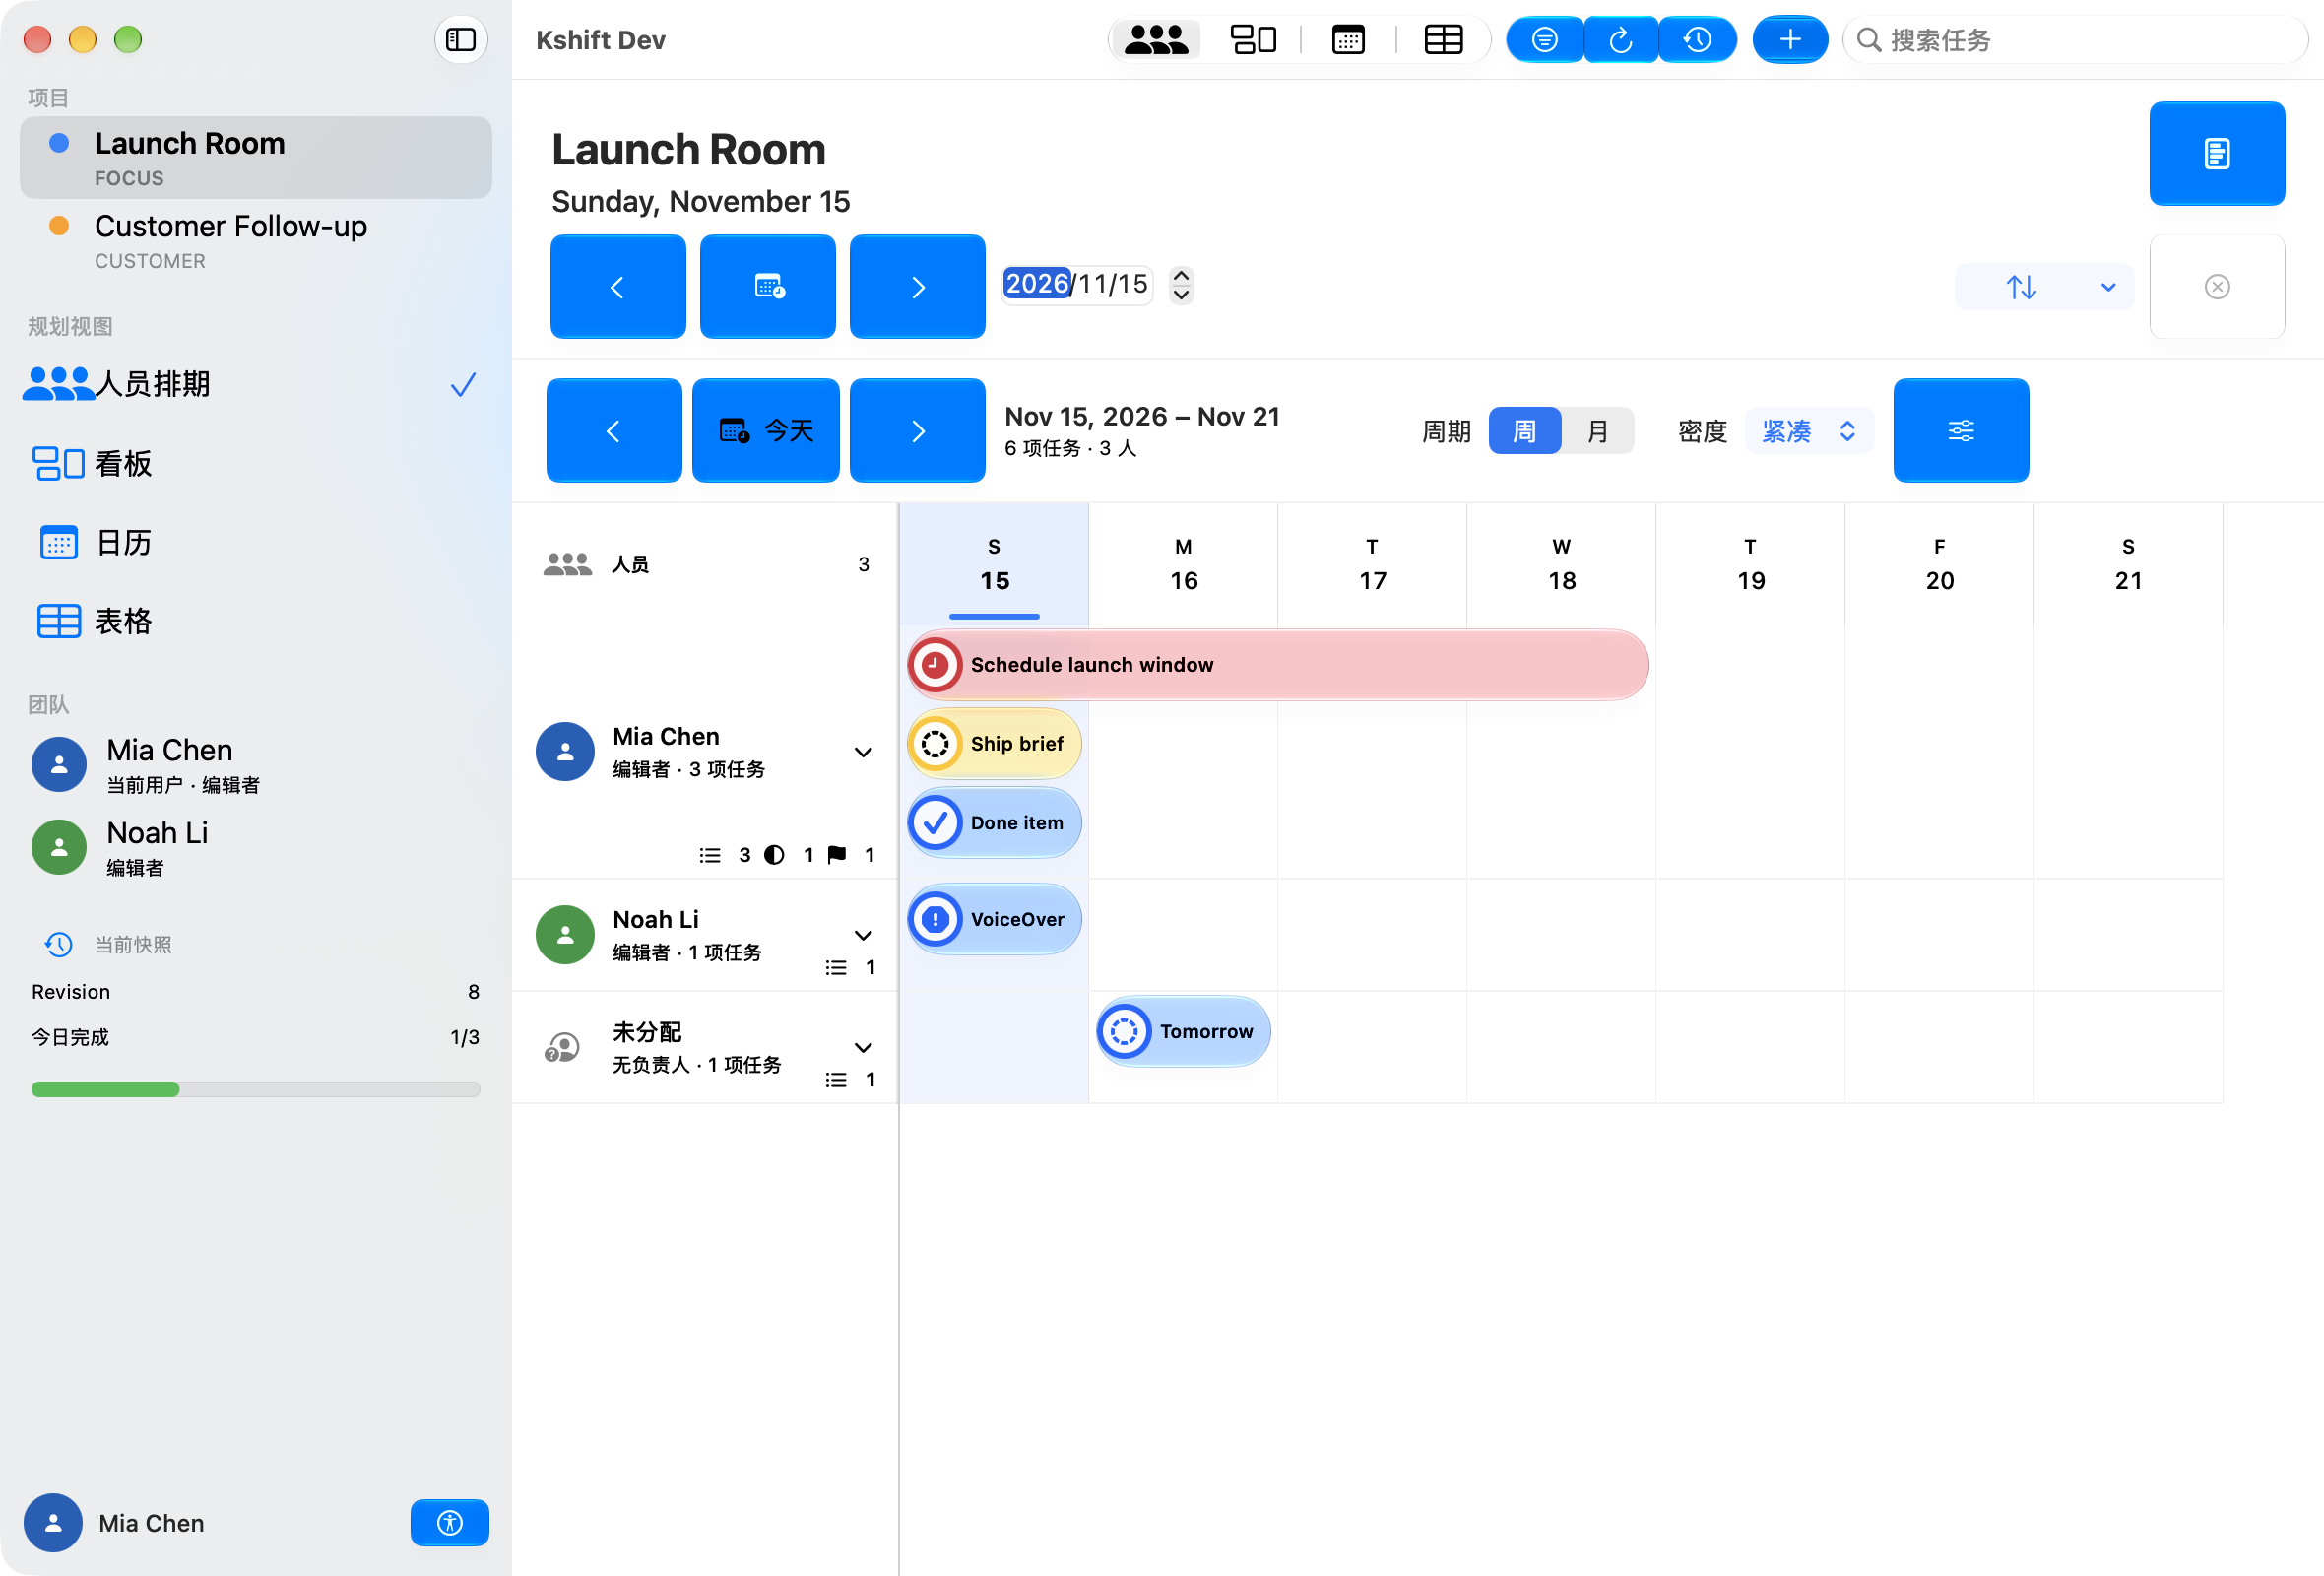 Kshift Dev
搜索任务
项目
Launch Room
FOCUS
Customer Follow-up
CUSTOMER
规划视图
人员排期
看板
日历
表格
团队
Mia Chen
当前用户 · 编辑者
Noah Li
编辑者
当前快照
Revision 8
今日完成 1/3
Mia Chen
Launch Room
Sunday, November 15
2026/11/15
今天
Nov 15, 2026 – Nov 21
6 项任务 · 3 人
周期 周 月
密度 紧凑
人员 3
S M T W T F S
15 16 17 18 19 20 21
Mia Chen
编辑者 · 3 项任务
3 1 1
Schedule launch window
Ship brief
Done item
Noah Li
编辑者 · 1 项任务
1
VoiceOver
未分配
无负责人 · 1 项任务
1
Tomorrow